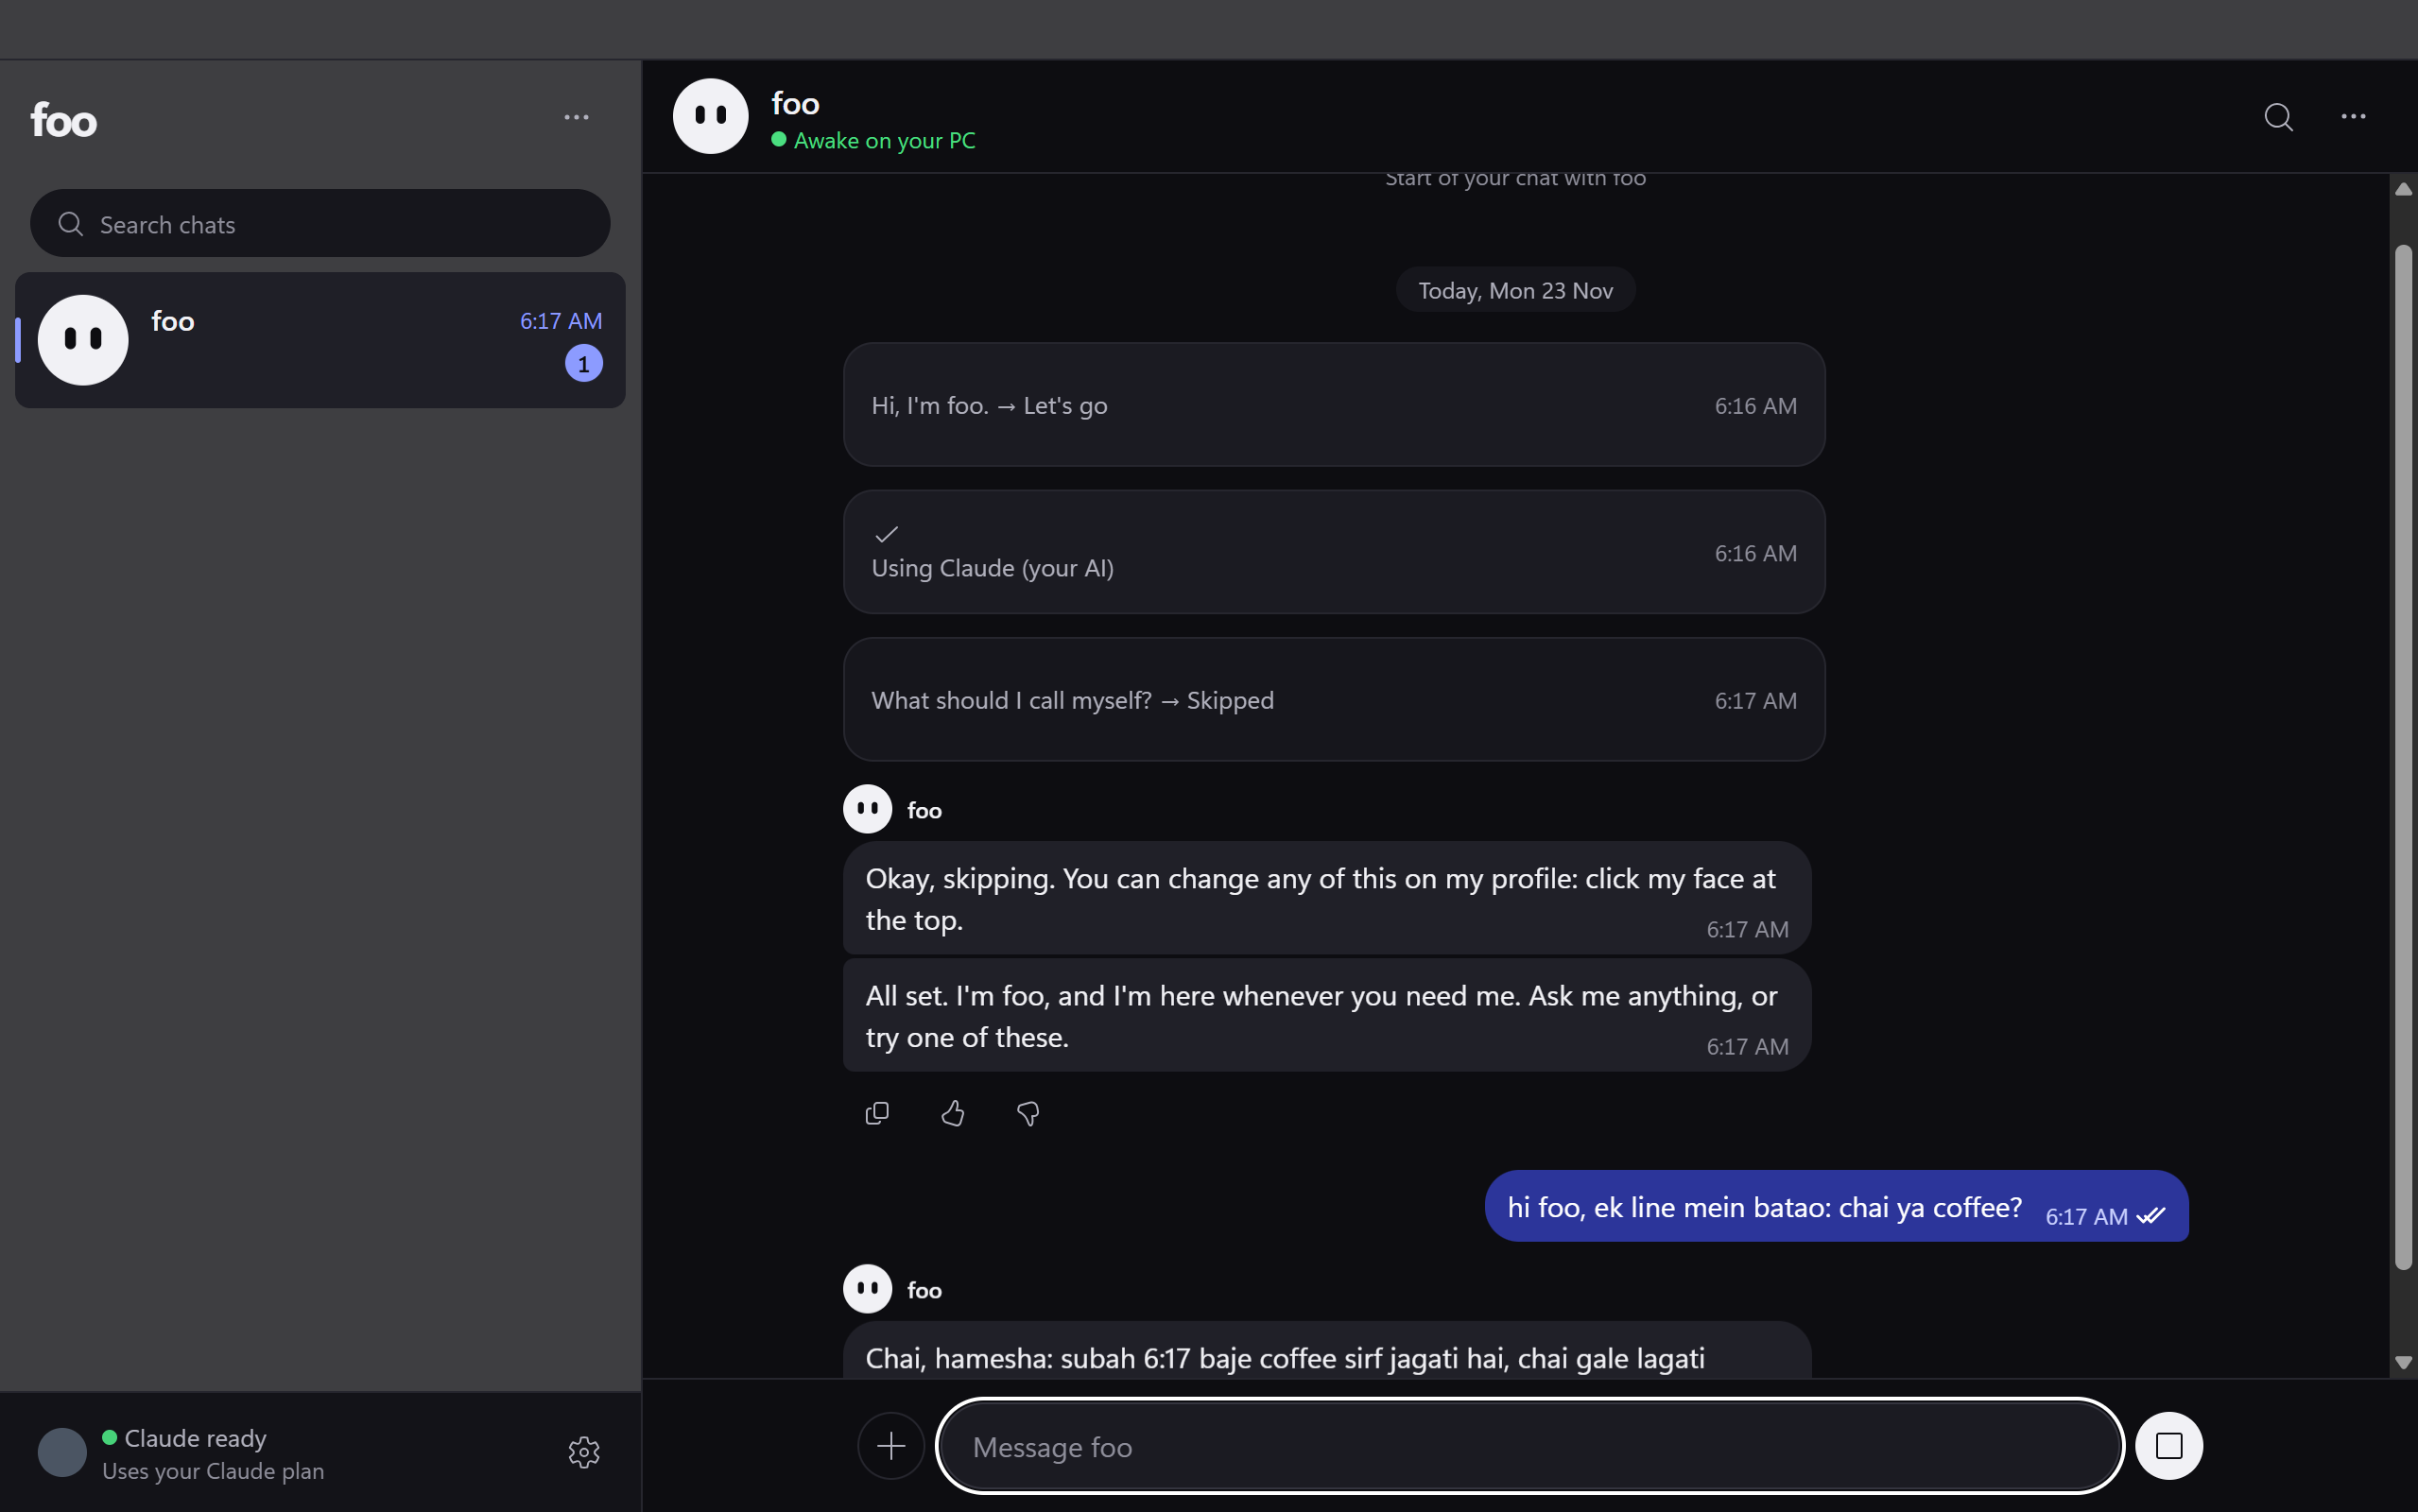 foo
Search chats
foo
6:17 AM
1
Claude ready
Uses your Claude plan
foo
Awake on your PC
Start of your chat with foo
Today, Mon 23 Nov
Hi, I'm foo. → Let's go
6:16 AM
Using Claude (your AI)
6:16 AM
What should I call myself? → Skipped
6:17 AM
foo
Okay, skipping. You can change any of this on my profile: click my face at
the top.
6:17 AM
All set. I'm foo, and I'm here whenever you need me. Ask me anything, or
try one of these.
6:17 AM
hi foo, ek line mein batao: chai ya coffee?
6:17 AM
foo
Chai, hamesha: subah 6:17 baje coffee sirf jagati hai, chai gale lagati
Message foo